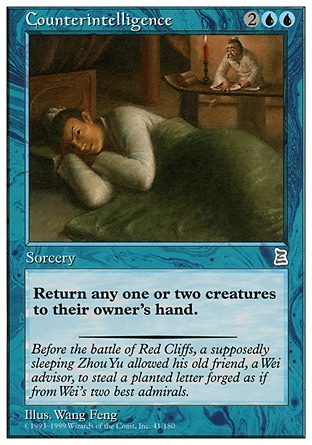 Counterintelligence 2
Sorcery
Return any one or two creatures
to their owner's hand.
Before the battle of Red Cliffs, a supposedly
sleeping Zhou Yu allowed his old friend, a Wei
advisor, to steal a planted letter forged as if
from Wei's two best admirals.
Illus. Wang Feng
©1993-1999 Wizards of the Coast, Inc. 41/180